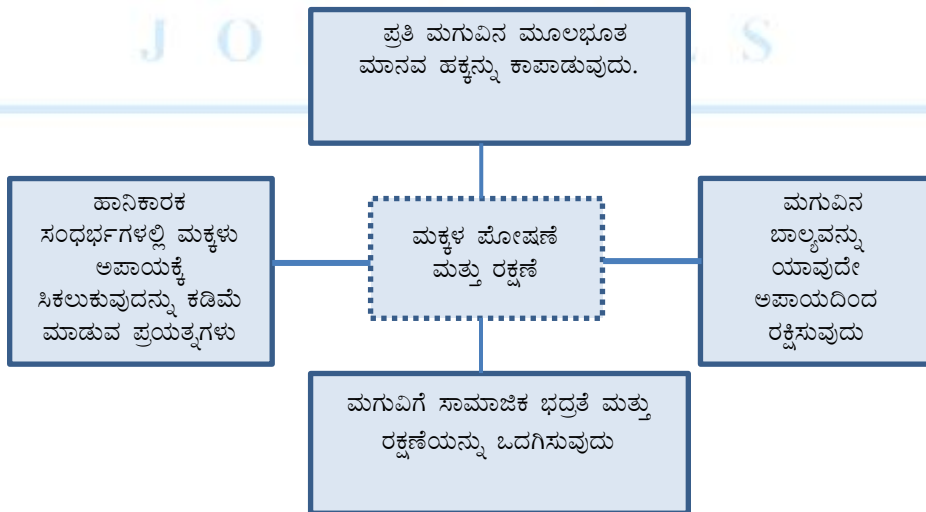 J O L S
ಪ್ರತಿ ಮಗುವಿನ ಮೂಲಭೂತ
ಮಾನವ ಹಕ್ಕನ್ನು ಕಾಪಾಡುವುದು.
ಹಾನಿಕಾರಕ
ಸಂಧರ್ಭಗಳಲ್ಲಿ ಮಕ್ಕಳು
ಅಪಾಯಕ್ಕೆ
ಸಿಕಲುಕುವುದನ್ನು ಕಡಿಮೆ
ಮಾಡುವ ಪ್ರಯತ್ನಗಳು
ಮಕ್ಕಳ ಪೋಷಣೆ
ಮತ್ತು ರಕ್ಷಣೆ
ಮಗುವಿನ
ಬಾಲ್ಯವನ್ನು
ಯಾವುದೇ
ಅಪಾಯದಿಂದ
ರಕ್ಷಿಸುವುದು
ಮಗುವಿಗೆ ಸಾಮಾಜಿಕ ಭದ್ರತೆ ಮತ್ತು
ರಕ್ಷಣೆಯನ್ನು ಒದಗಿಸುವುದು